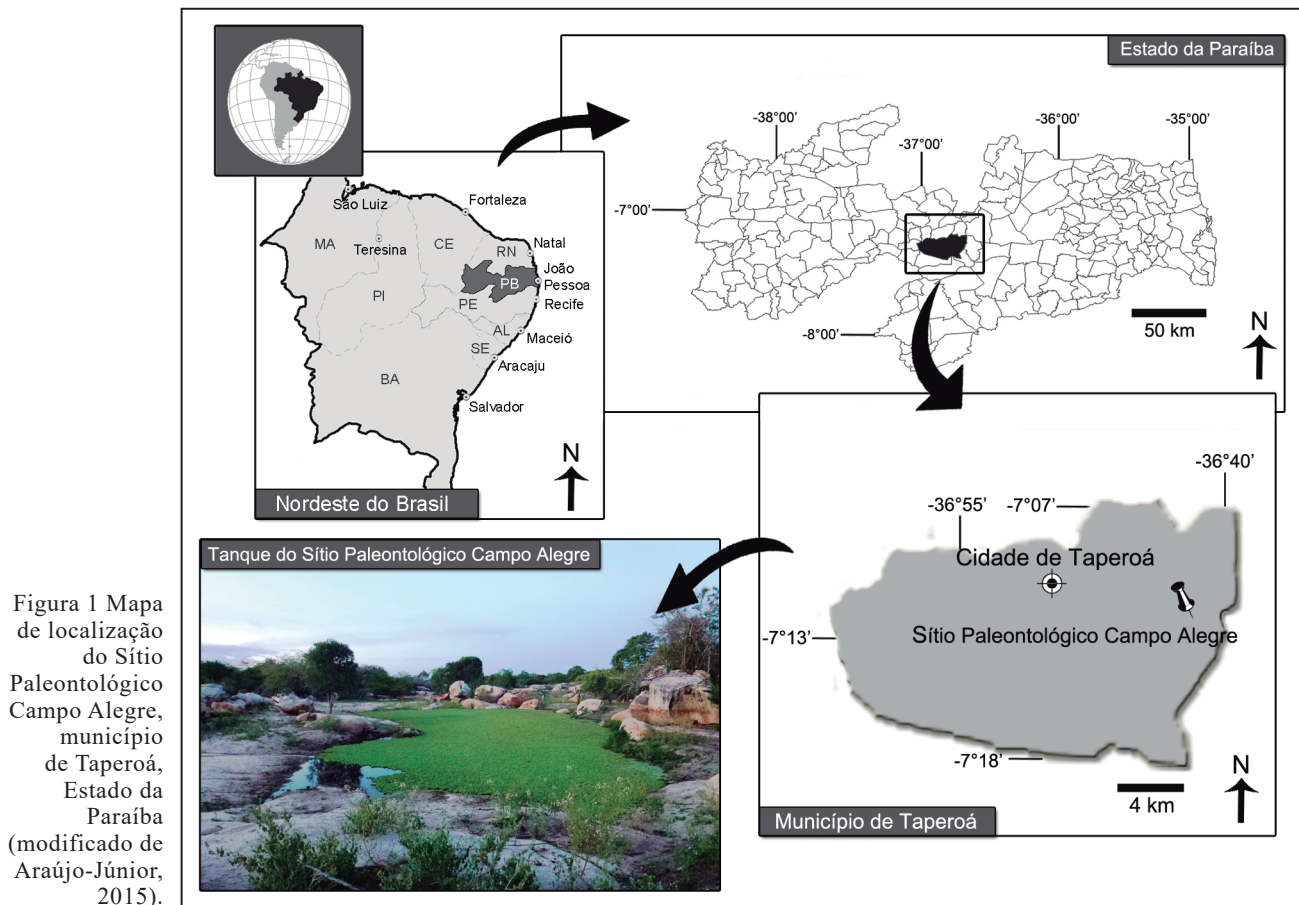 Estado da Paraíba
-38°00'
-36°00'
-35°00'
-37°00'
-7°00'
-8°00'
50 km
N
São Luiz
Fortaleza
MA
Teresina
CE
RN
Natal
João
Pessoa
PB
PI
PE
Recife
AL
Maceió
SE
Aracaju
BA
Salvador
N
Nordeste do Brasil
-36°40'
-36°55'
-7°07'
Cidade de Taperoá
-7°13'
Sítio Paleontológico Campo Alegre
-7°18'
4 km
N
Município de Taperoá
Tanque do Sítio Paleontológico Campo Alegre
Figura 1 Mapa
de localização
do Sítio
Paleontológico
Campo Alegre,
município
de Taperoá,
Estado da
Paraíba
(modificado de
Araújo-Júnior,
2015).